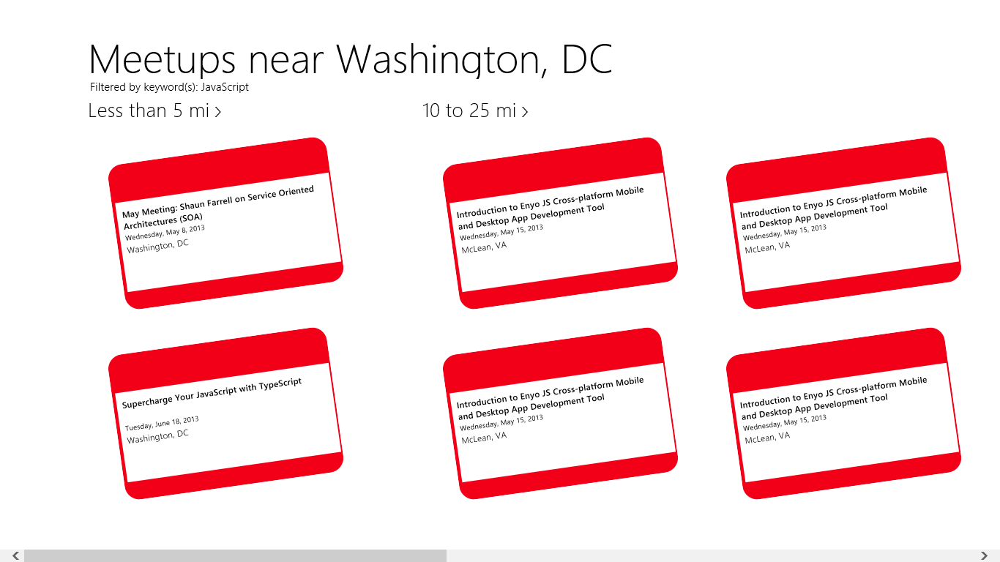 Meetups near Washington, DC
Filtered by keyword(s): JavaScript
Less than 5 mi
May Meeting: Shaun Farrell on Service Oriented
Architectures (SOA)
Wednesday, May 8, 2013
Washington, DC
Supercharge Your JavaScript with TypeScript
Tuesday, June 18, 2013
Washington, DC
10 to 25 mi
Introduction to Enyo JS Cross-platform Mobile
and Desktop App Development Tool
Wednesday, May 15, 2013
McLean, VA
Introduction to Enyo JS Cross-platform Mobile
and Desktop App Development Tool
Wednesday, May 15, 2013
McLean, VA
Introduction to Enyo JS Cross-platform Mobile
and Desktop App Development Tool
Wednesday, May 15, 2013
McLean, VA
Introduction to Enyo JS Cross-platform Mobile
and Desktop App Development Tool
Wednesday, May 15, 2013
McLean, VA